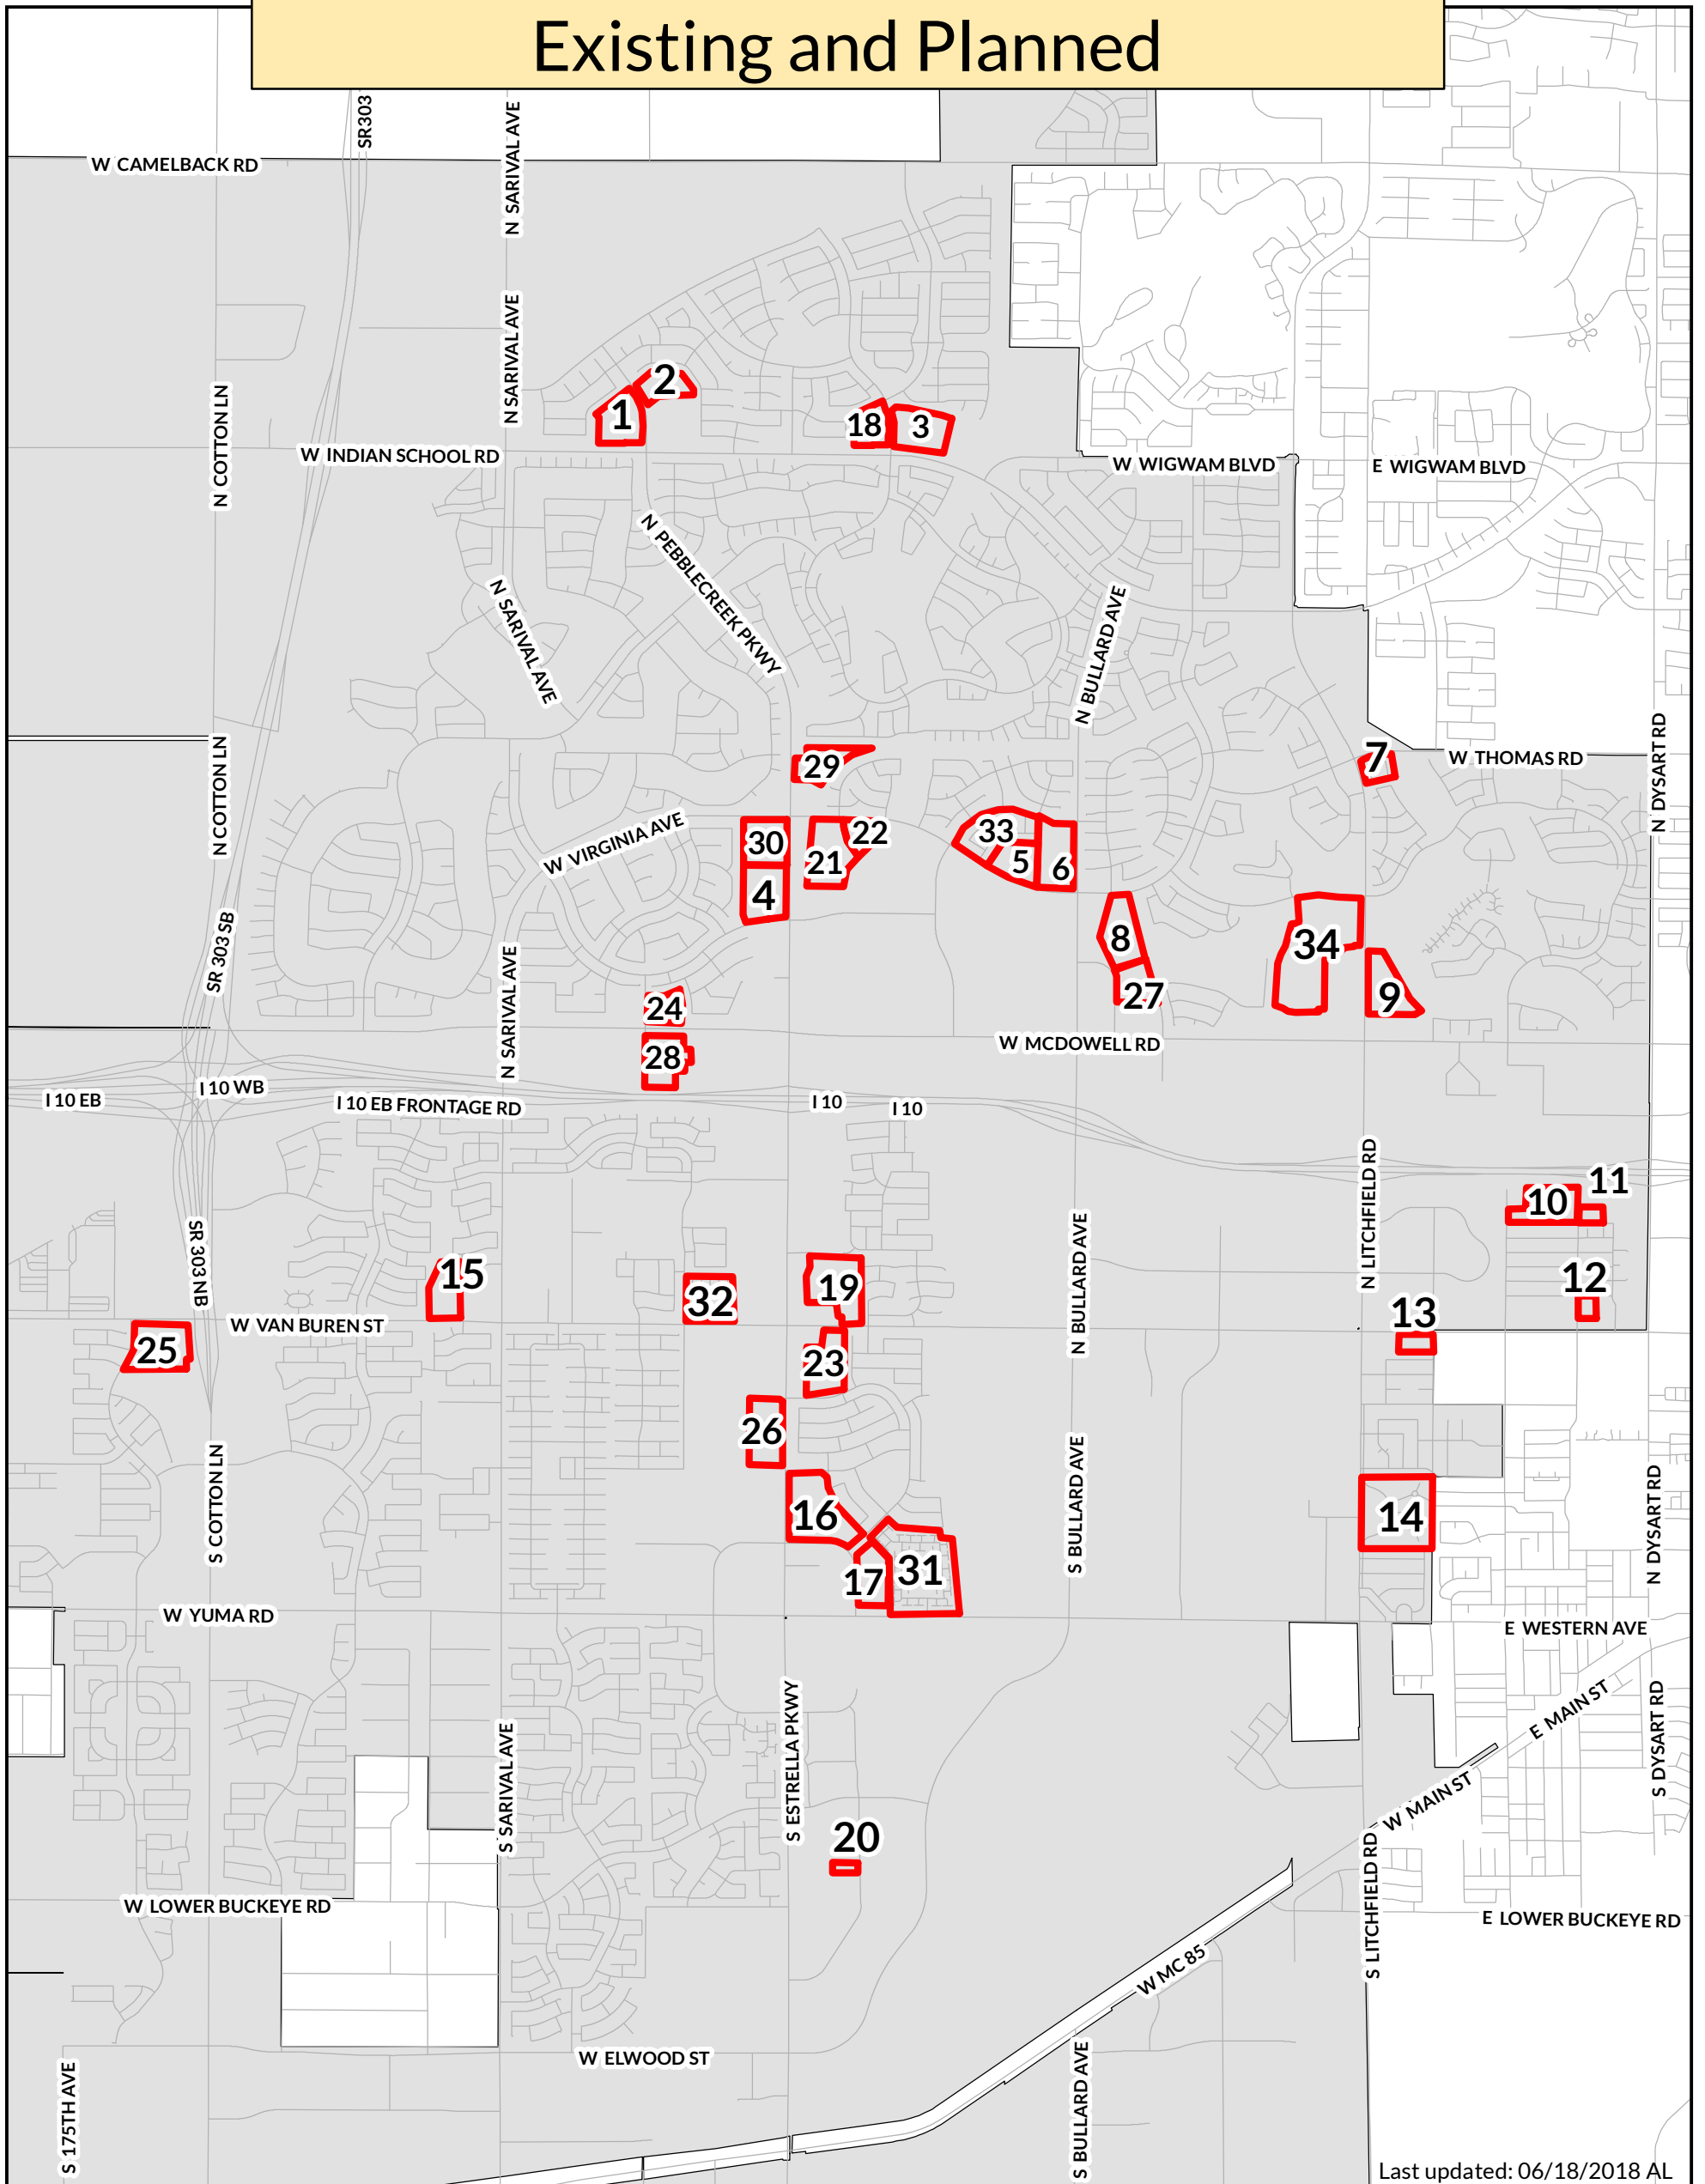 Existing and Planned
SR303
N SARIVAL AVE
W CAMELBACK RD
N SARIVAL AVE
2
1
18
3
N COTTON LN
W INDIAN SCHOOL RD
W WIGWAM BLVD
E WIGWAM BLVD
N PEBBLECREEK PKWY
N SARIVAL AVE
N BULLARD AVE
N DYSART RD
29
7
W THOMAS RD
N COTTON LN
W VIRGINIA AVE
30
22
21
33
5
6
4
SR 303 SB
8
34
27
9
N SARIVAL AVE
24
28
W MCDOWELL RD
I 10 WB
I 10 EB
I 10 EB FRONTAGE RD
I 10
I 10
N LITCHFIELD RD
11
10
SR 303 NB
N BULLARD AVE
15
32
19
12
13
W VAN BUREN ST
25
23
26
S COTTON LN
S BULLARD AVE
N DYSART RD
16
14
17
31
W YUMA RD
E WESTERN AVE
S ESTRELLA PKWY
E MAIN ST
S DYSART RD
S SARIVAL AVE
W MAIN ST
20
S LITCHFIELD RD
W LOWER BUCKEYE RD
E LOWER BUCKEYE RD
W MC 85
W ELWOOD ST
S 175TH AVE
S BULLARD AVE
Last updated: 06/18/2018 AL